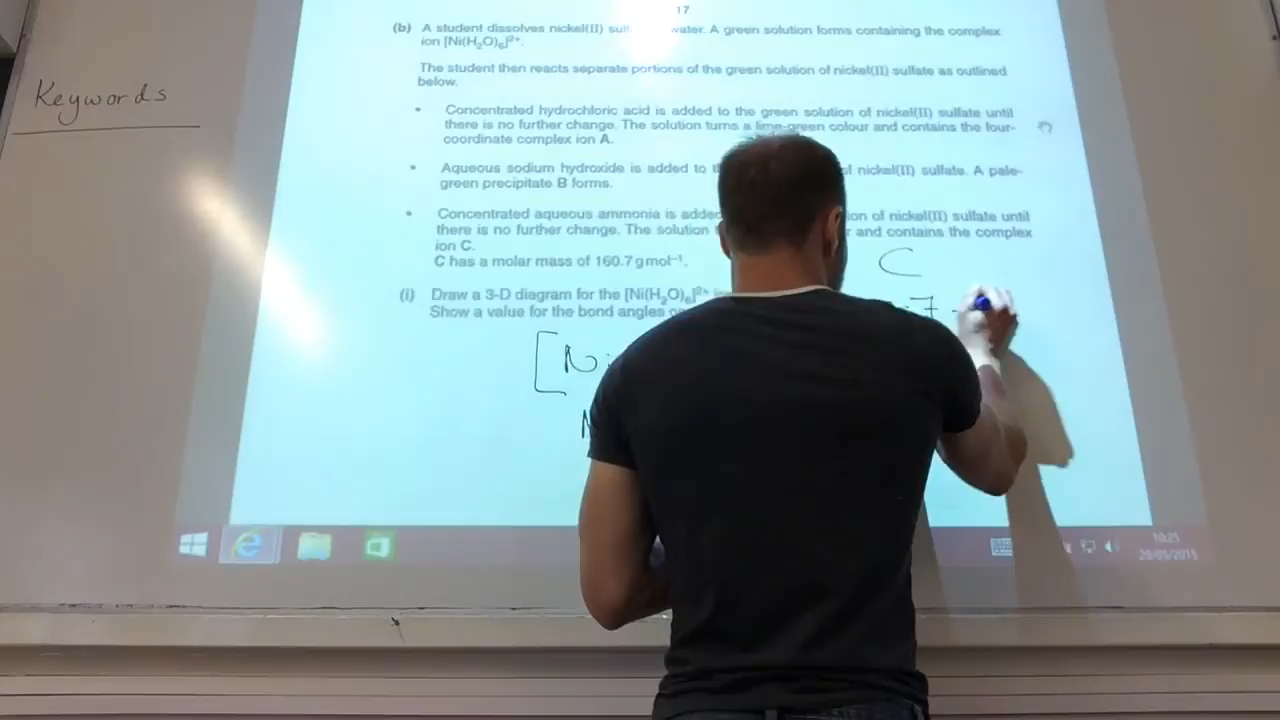 17
(b) A student dissolves nickel(II) water. A green solution forms containing the complex
ion [Ni(H₂O)₆]²⁺.
The student then reacts separate portions of the green solution of nickel(II) sulfate as outlined
below.
• Concentrated hydrochloric acid is added to the green solution of nickel(II) sulfate until
there is no further change. The solution turns a lime-green colour and contains the four-
coordinate complex ion A.
• Aqueous sodium hydroxide is added to nickel(II) sulfate. A pale-
green precipitate B forms.
• Concentrated aqueous ammonia is added of nickel(II) sulfate until
there is no further change. The solution and contains the complex
ion C.
C has a molar mass of 160.7 g mol⁻¹.
(i) Draw a 3-D diagram for the [Ni(H₂O)₆]²⁺
Show a value for the bond angles
Keywords
C
[Ni
10:25